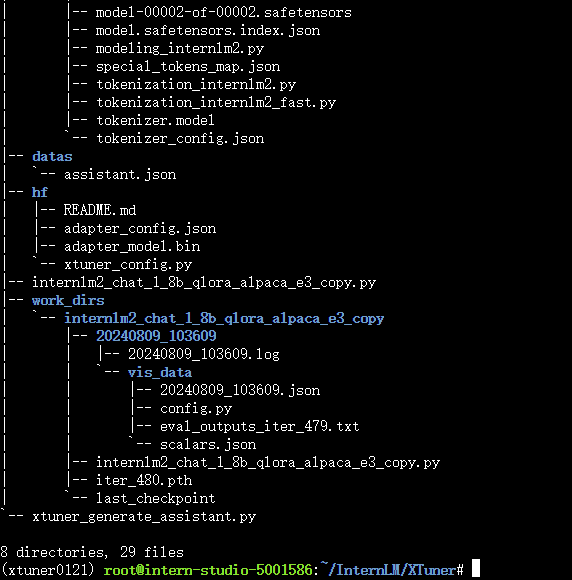 |   |   |-- model-00002-of-00002.safetensors
|   |   |-- model.safetensors.index.json
|   |   |-- modeling_internlm2.py
|   |   |-- special_tokens_map.json
|   |   |-- tokenization_internlm2.py
|   |   |-- tokenization_internlm2_fast.py
|   |   |-- tokenizer.model
|   |   `-- tokenizer_config.json
|-- datas
|   `-- assistant.json
|-- hf
|   |-- README.md
|   |-- adapter_config.json
|   |-- adapter_model.bin
|   `-- xtuner_config.py
|-- internlm2_chat_1_8b_qlora_alpaca_e3_copy.py
|-- work_dirs
|   `-- internlm2_chat_1_8b_qlora_alpaca_e3_copy
|       |-- 20240809_103609
|       |   |-- 20240809_103609.log
|       |   `-- vis_data
|       |       |-- 20240809_103609.json
|       |       |-- config.py
|       |       |-- eval_outputs_iter_479.txt
|       |       `-- scalars.json
|       |-- internlm2_chat_1_8b_qlora_alpaca_e3_copy.py
|       |-- iter_480.pth
|       `-- last_checkpoint
`-- xtuner_generate_assistant.py
8 directories, 29 files
(xtuner0121) root@intern-studio-5001586:~/InternLM/XTuner#